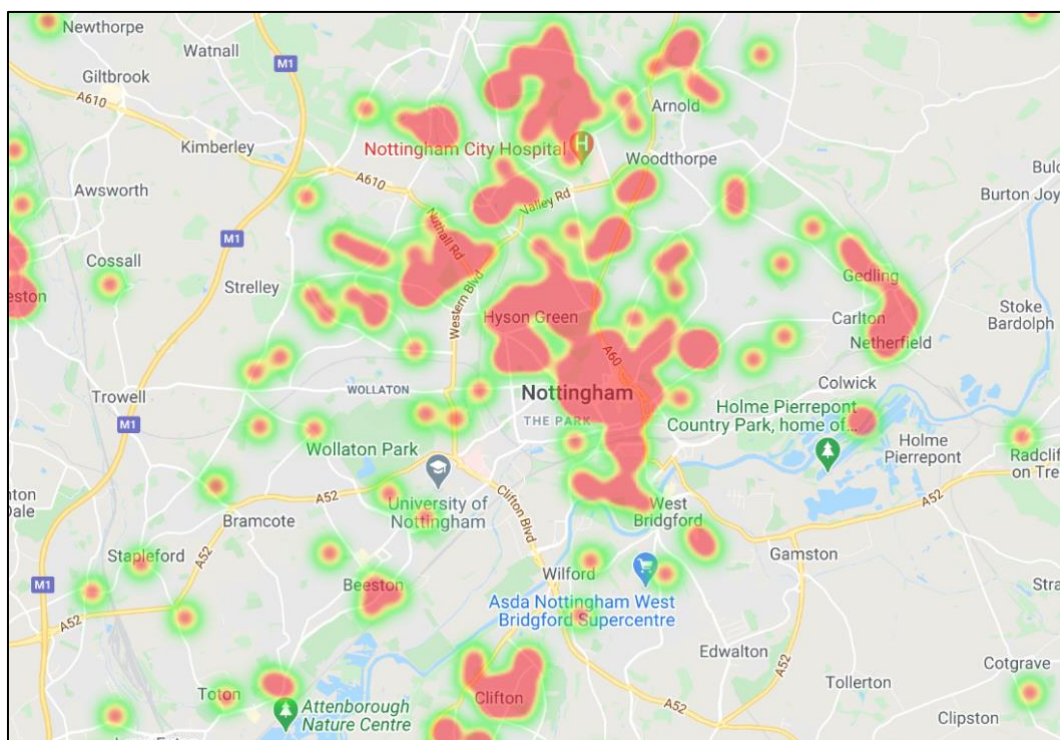 Newthorpe
Watnall
M1
Giltbrook
A610
Arnold
Kimberley
Nottingham City Hospital
H
Woodthorpe
A610
Valley Rd
Awsworth
Burton Joy
Nuthall Rd
M1
Cossall
Strelley
Western Blvd
Gedling
eston
Hyson Green
Stoke
Bardolph
Carlton
Netherfield
A60
Trowell
WOLLATON
Nottingham
Colwick
M1
THE PARK
Holme Pierrepont
Country Park, home of...
Wollaton Park
Holme
Pierrepont
Radclif
on Tre
University of
Nottingham
A52
A52
nton
Dale
Bramcote
Clifton Blvd
West
Bridgford
Stapleford
A52
Gamston
M1
Beeston
Wilford
Asda Nottingham West
Bridgford Supercentre
Stra
A52
Edwalton
A52
Cotgrave
Toton
Clifton
Tollerton
Attenborough
Nature Centre
A52
Clipston